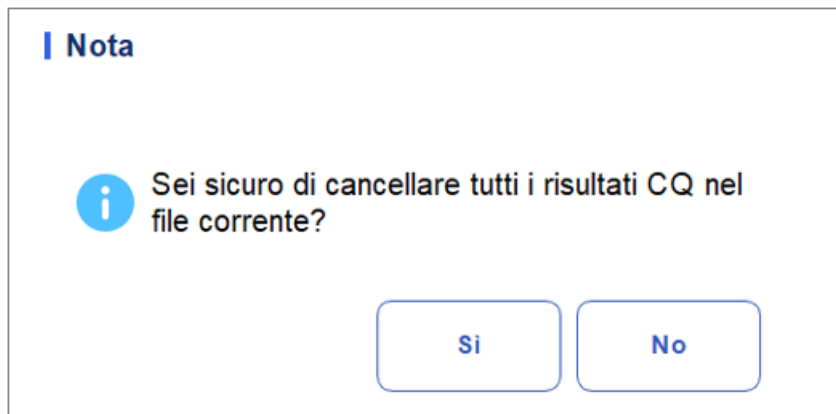 Nota
Sei sicuro di cancellare tutti i risultati CQ nel
file corrente?
Sì
No